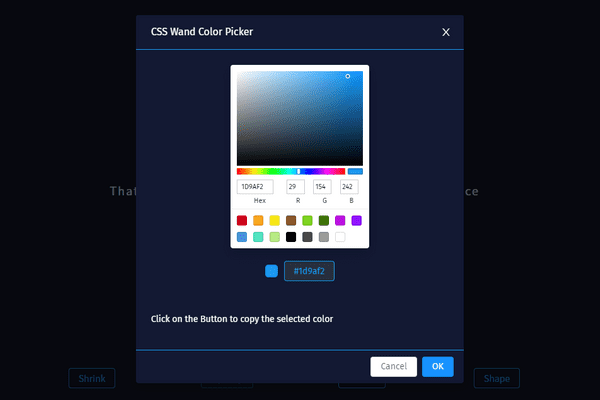 CSS Wand Color Picker
X
1D9AF2 29 154 242
Hex R G B
That ce
#1d9af2
Click on the Button to copy the selected color
Cancel OK
Shrink Shape